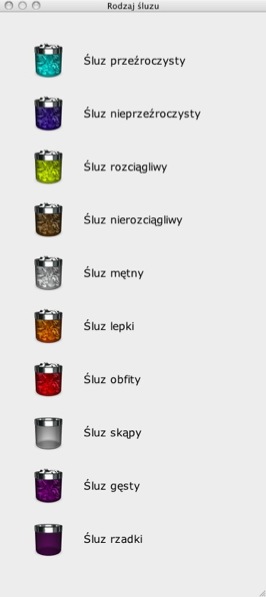 Rodzaj śluzu
Śluz przeźroczysty
Śluz nieprzeźroczysty
Śluz rozciągliwy
Śluz nierozciągliwy
Śluz mętny
Śluz lepki
Śluz obfity
Śluz skąpy
Śluz gęsty
Śluz rzadki